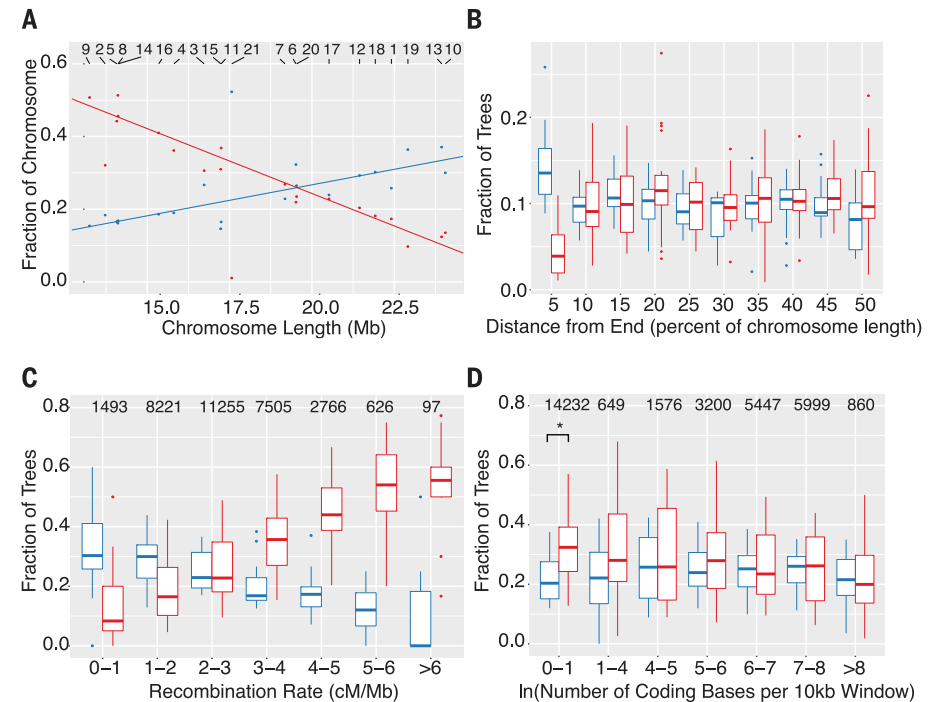 A
9 2 5 8 14 16 4 3 15 11 21 7 6 20 17 12 18 1 19 13 10
0.6
0.4
0.2
0.0
Fraction of Chromosome
15.0 17.5 20.0 22.5
Chromosome Length (Mb)
B
0.2
0.1
0.0
Fraction of Trees
5 10 15 20 25 30 35 40 45 50
Distance from End (percent of chromosome length)
C
0.8
1493 8221 11255 7505 2766 626 97
0.6
0.4
0.2
0.0
Fraction of Trees
0–1 1–2 2–3 3–4 4–5 5–6 >6
Recombination Rate (cM/Mb)
D
0.8
14232 649 1576 3200 5447 5999 860
*
0.6
0.4
0.2
0.0
Fraction of Trees
0–1 1–4 4–5 5–6 6–7 7–8 >8
ln(Number of Coding Bases per 10kb Window)